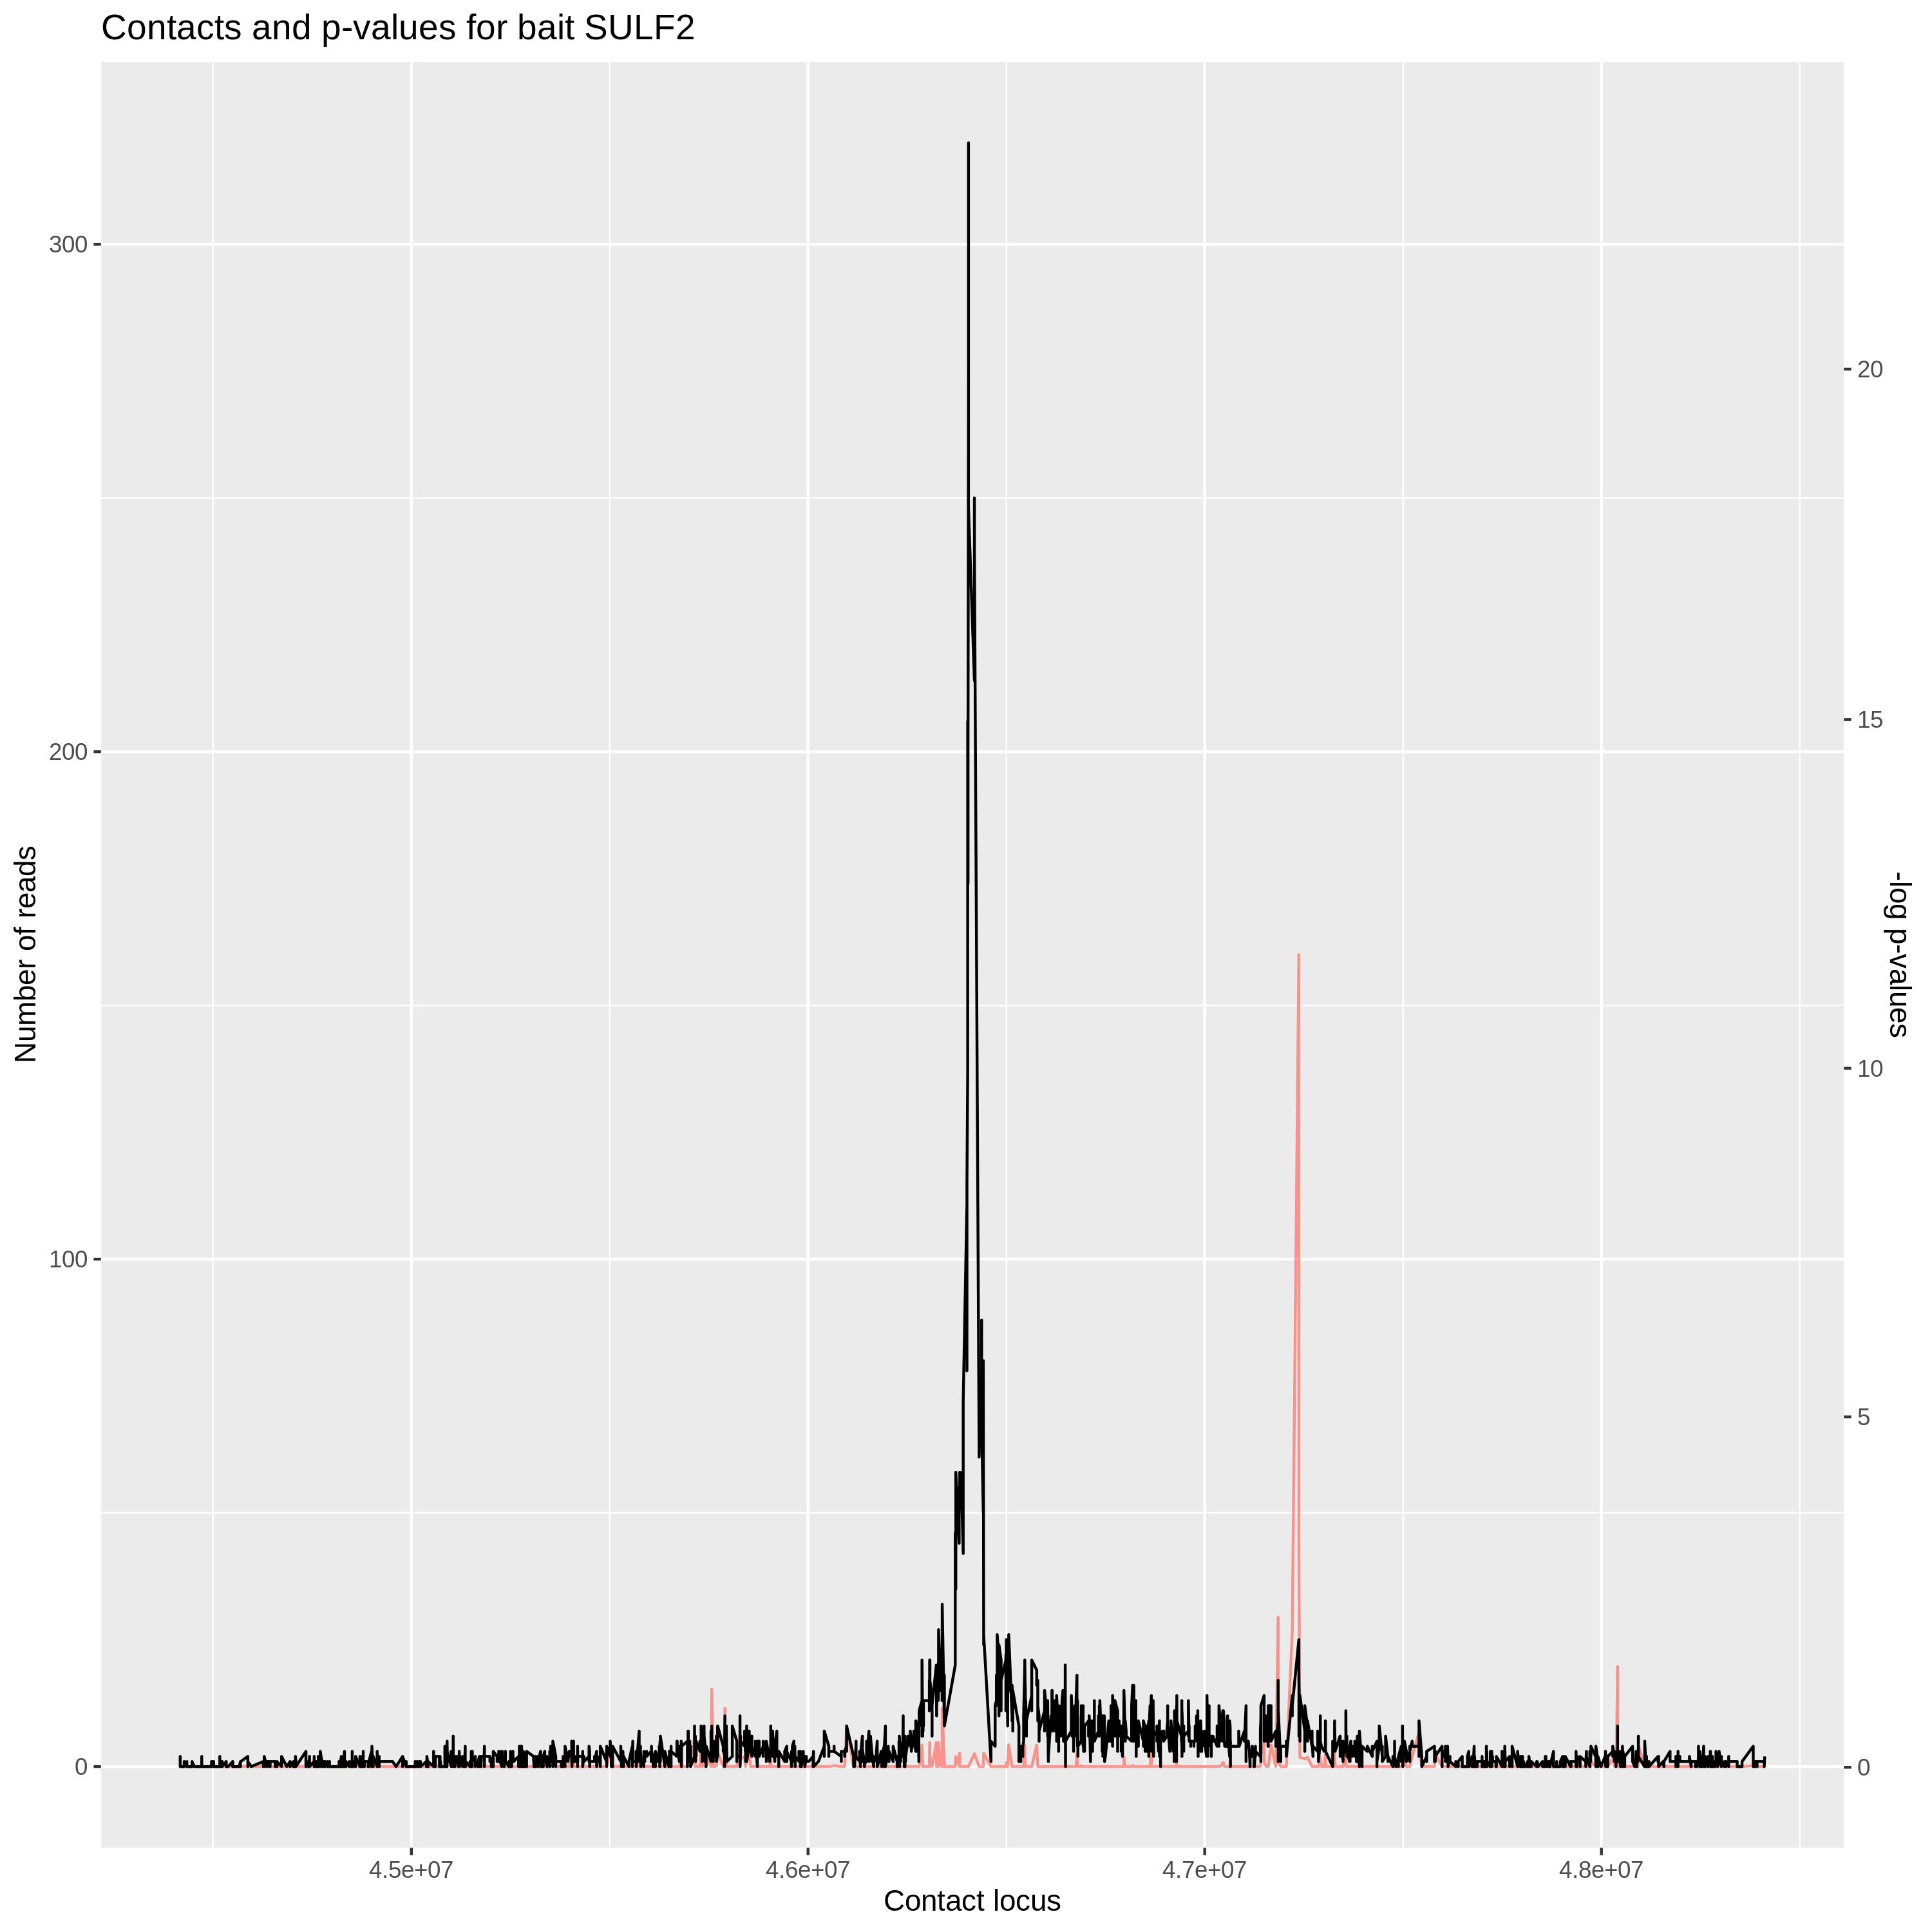 Contacts and p-values for bait SULF2
Number of reads
300
200
100
0
20
15
10
5
0
-log p-values
4.5e+07
4.6e+07
4.7e+07
4.8e+07
Contact locus